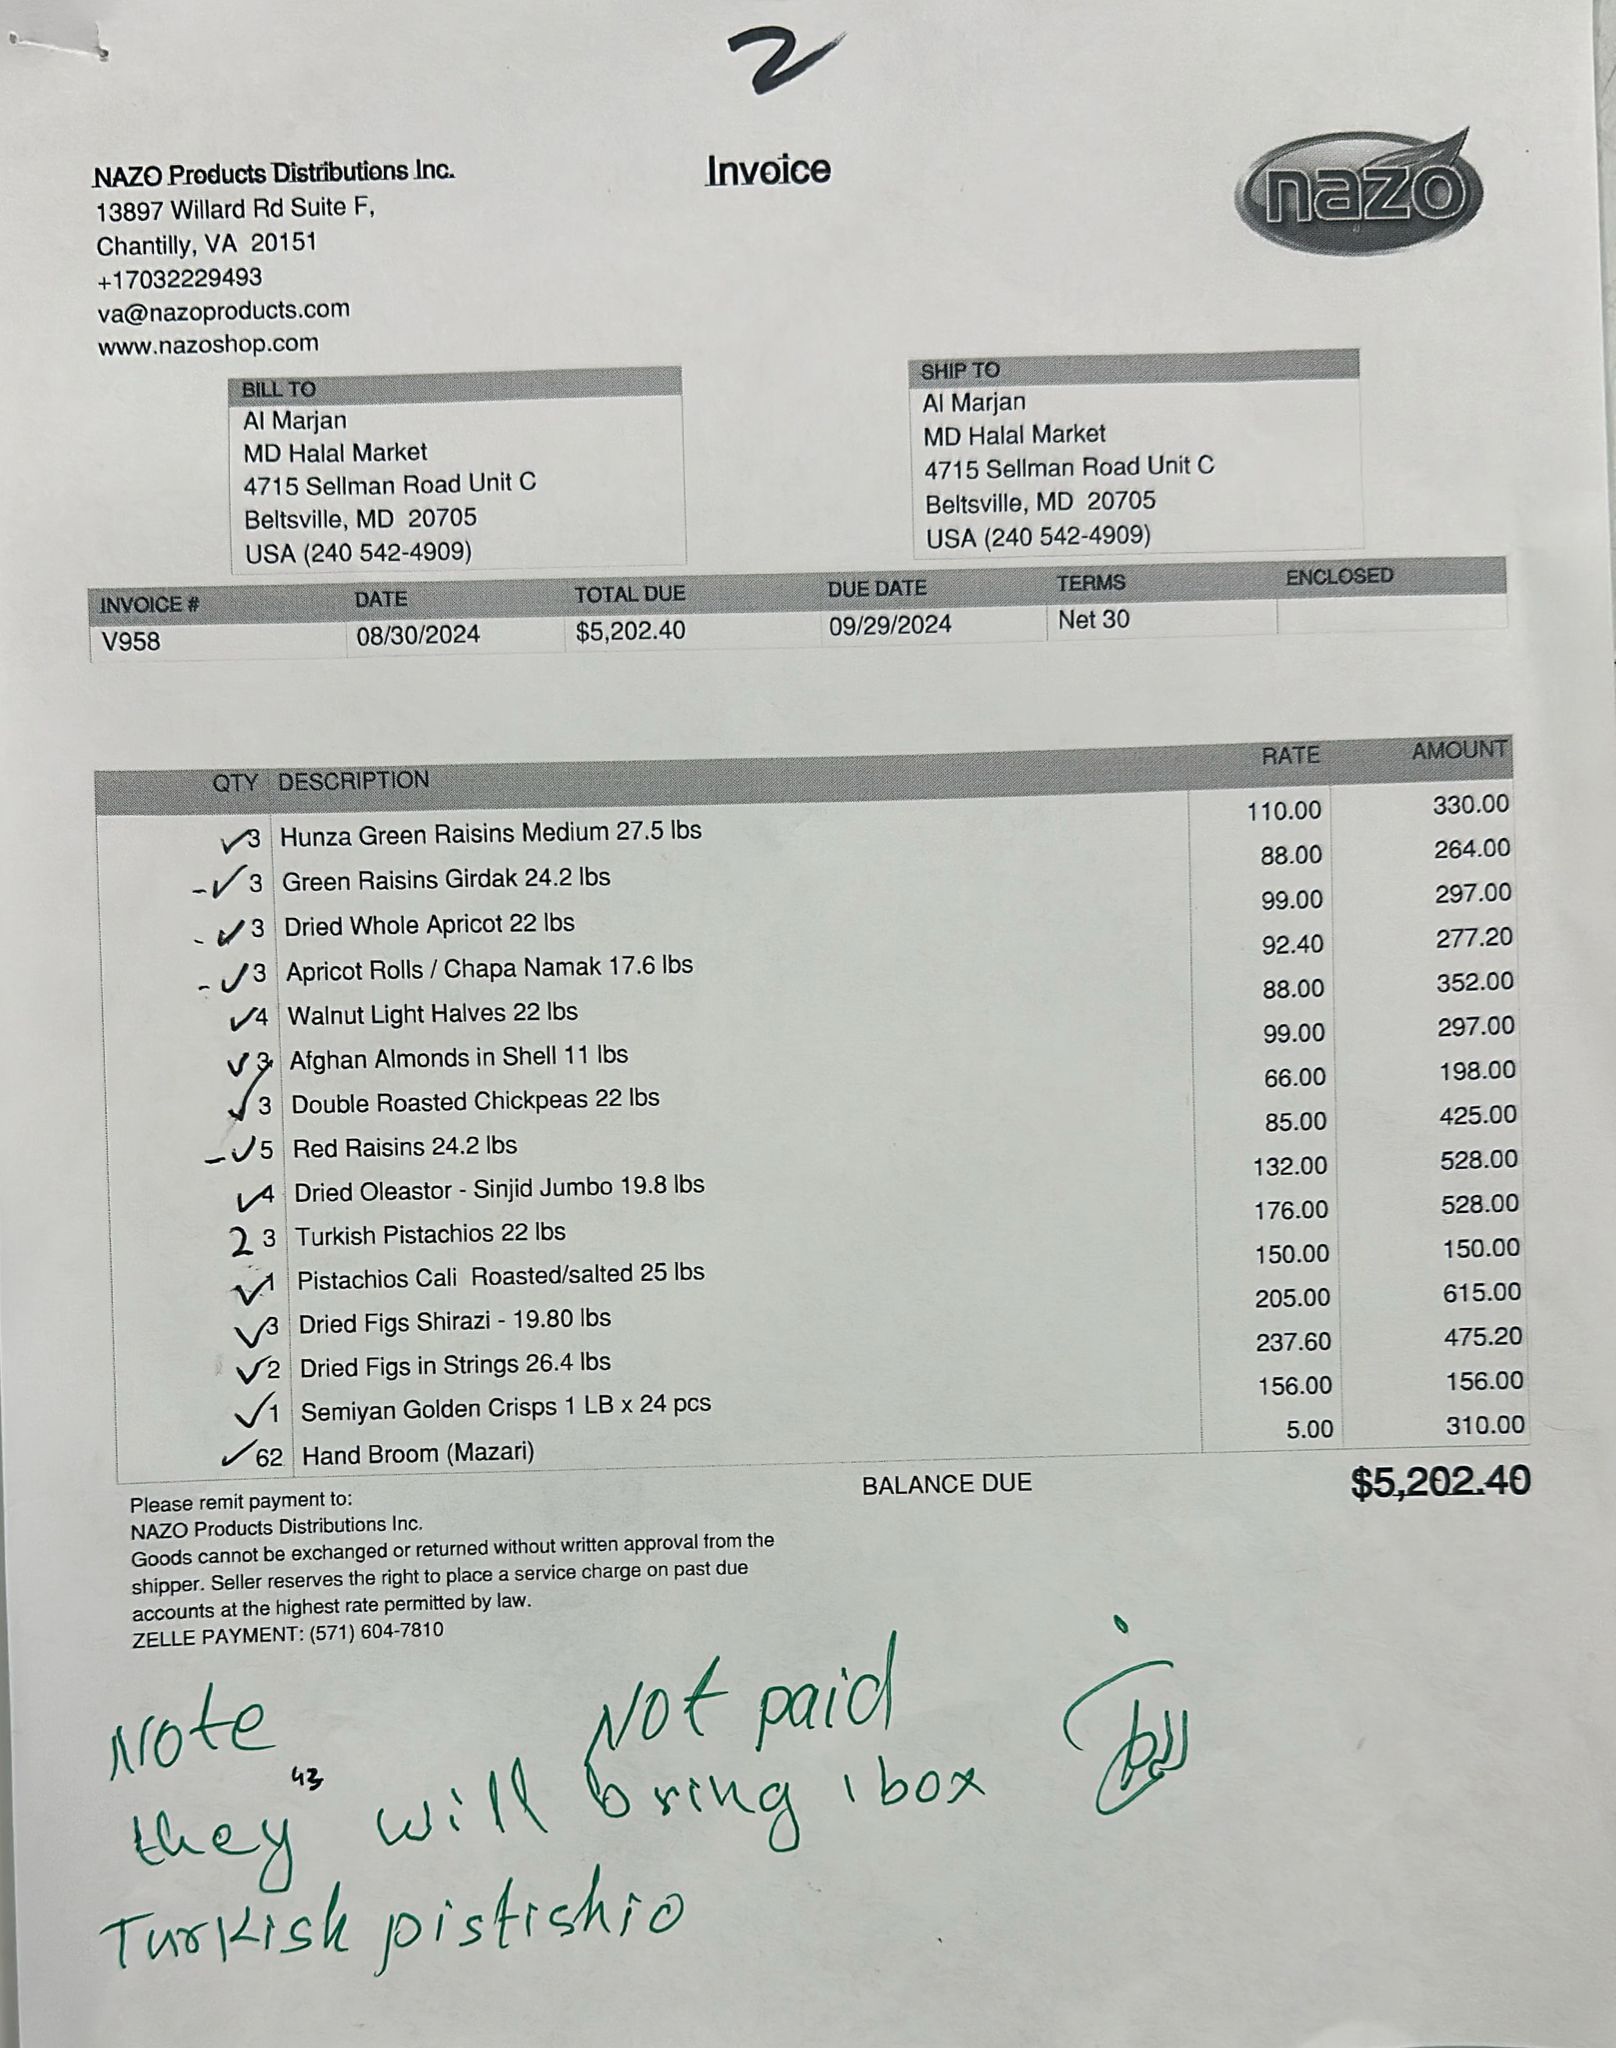 2
Invoice
nazo
NAZO Products Distributions Inc.
13897 Willard Rd Suite F,
Chantilly, VA 20151
+17032229493
va@nazoproducts.com
www.nazoshop.com
BILL TO
Al Marjan
MD Halal Market
4715 Sellman Road Unit C
Beltsville, MD 20705
USA (240 542-4909)
SHIP TO
Al Marjan
MD Halal Market
4715 Sellman Road Unit C
Beltsville, MD 20705
USA (240 542-4909)
INVOICE # DATE TOTAL DUE DUE DATE TERMS ENCLOSED
V958 08/30/2024 $5,202.40 09/29/2024 Net 30
QTY DESCRIPTION RATE AMOUNT
✓3 Hunza Green Raisins Medium 27.5 lbs 110.00 330.00
-✓3 Green Raisins Girdak 24.2 lbs 88.00 264.00
-✓3 Dried Whole Apricot 22 lbs 99.00 297.00
-✓3 Apricot Rolls / Chapa Namak 17.6 lbs 92.40 277.20
✓4 Walnut Light Halves 22 lbs 88.00 352.00
✓3 Afghan Almonds in Shell 11 lbs 99.00 297.00
✓3 Double Roasted Chickpeas 22 lbs 66.00 198.00
-✓5 Red Raisins 24.2 lbs 85.00 425.00
✓4 Dried Oleastor - Sinjid Jumbo 19.8 lbs 132.00 528.00
2 3 Turkish Pistachios 22 lbs 176.00 528.00
✓1 Pistachios Cali Roasted/salted 25 lbs 150.00 150.00
✓3 Dried Figs Shirazi - 19.80 lbs 205.00 615.00
✓2 Dried Figs in Strings 26.4 lbs 237.60 475.20
✓1 Semiyan Golden Crisps 1 LB x 24 pcs 156.00 156.00
✓62 Hand Broom (Mazari) 5.00 310.00
BALANCE DUE $5,202.40
Please remit payment to:
NAZO Products Distributions Inc.
Goods cannot be exchanged or returned without written approval from the
shipper. Seller reserves the right to place a service charge on past due
accounts at the highest rate permitted by law.
ZELLE PAYMENT: (571) 604-7810
Note Not paid
43
they will bring 1 box
Turkish pistishio